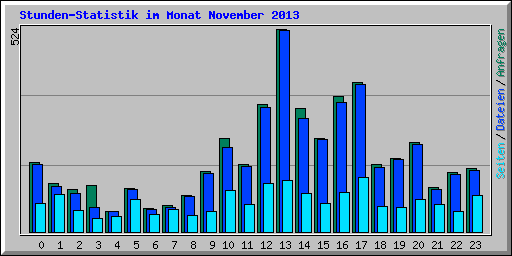 Stunden-Statistik im Monat November 2013
524
Seiten/Dateien/Anfragen
0 1 2 3 4 5 6 7 8 9 10 11 12 13 14 15 16 17 18 19 20 21 22 23